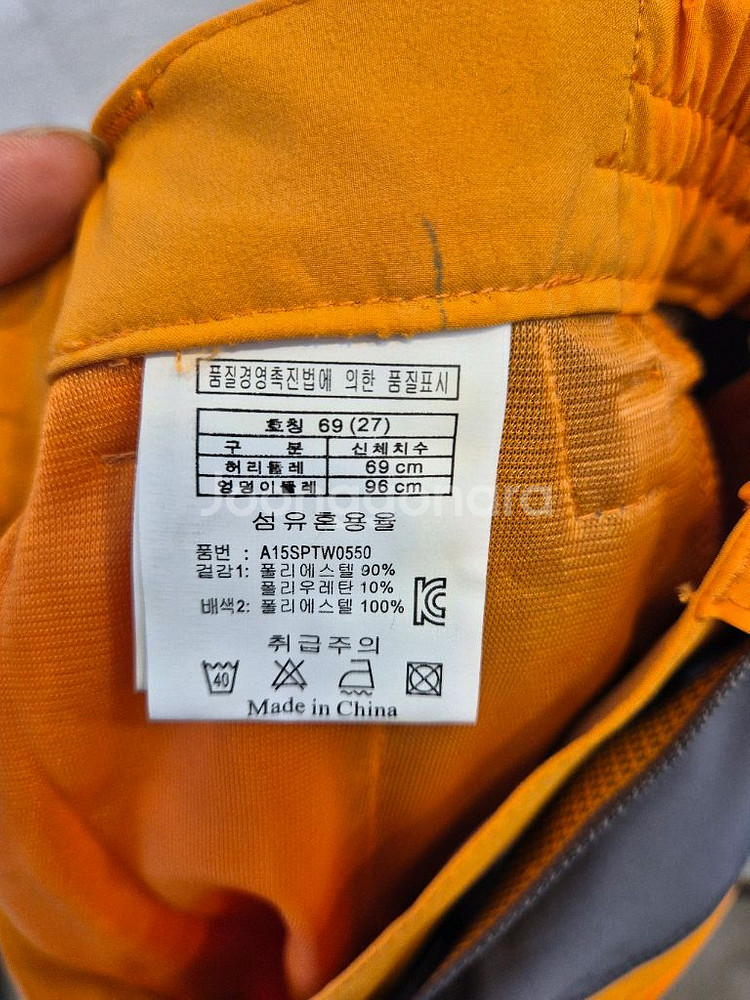 품질경영촉진법에 의한 품질표시
호칭 69 (27)
구 분 신체치수
허리둘레 69 cm
엉덩이둘레 96 cm
Joonggonara
섬유혼용율
품번 : A15SPTW0550
겉감1: 폴리에스텔 90%
폴리우레탄 10%
배색2: 폴리에스텔 100%
취급주의
40
Made in China